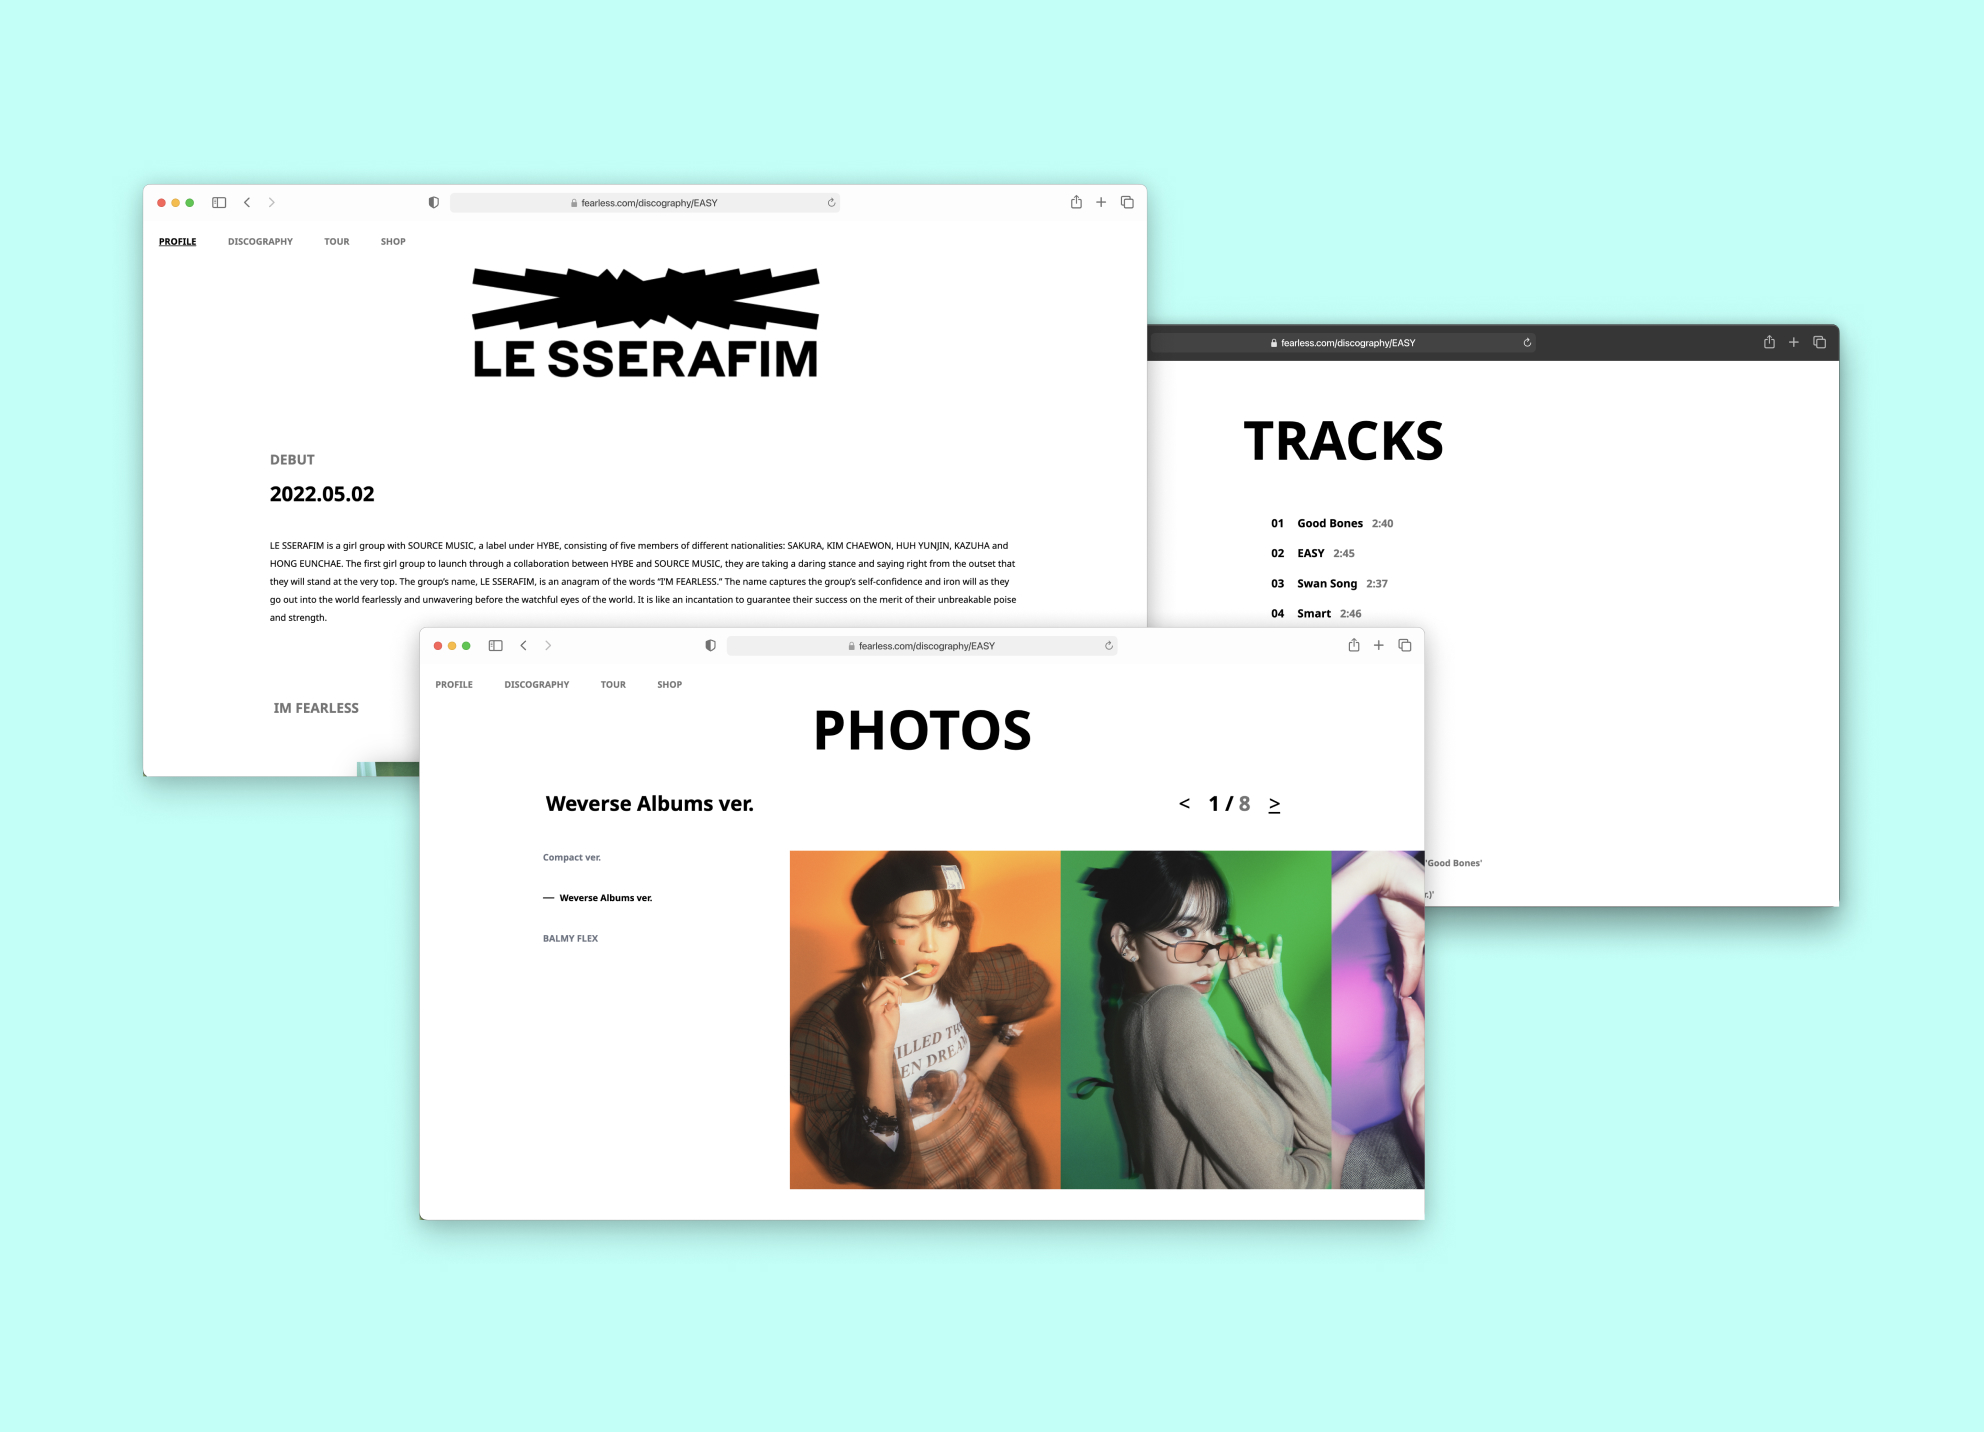 fearless.com/discography/EASY
PROFILE DISCOGRAPHY TOUR SHOP
LE SSERAFIM
DEBUT
2022.05.02
LE SSERAFIM is a girl group with SOURCE MUSIC, a label under HYBE, consisting of five members of different nationalities: SAKURA, KIM CHAEWON, HUH YUNJIN, KAZUHA and
HONG EUNCHAE. The first girl group to launch through a collaboration between HYBE and SOURCE MUSIC, they are taking a daring stance and saying right from the outset that
they will stand at the very top. The group's name, LE SSERAFIM, is an anagram of the words “I'M FEARLESS.” The name captures the group's self-confidence and iron will as they
go out into the world fearlessly and unwavering before the watchful eyes of the world. It is like an incantation to guarantee their success on the merit of their unbreakable poise
and strength.
IM FEARLESS
fearless.com/discography/EASY
TRACKS
01 Good Bones 2:40
02 EASY 2:45
03 Swan Song 2:37
04 Smart 2:46
'Good Bones'
fearless.com/discography/EASY
PROFILE DISCOGRAPHY TOUR SHOP
PHOTOS
Weverse Albums ver.
< 1 / 8 >
Compact ver.
— Weverse Albums ver.
BALMY FLEX